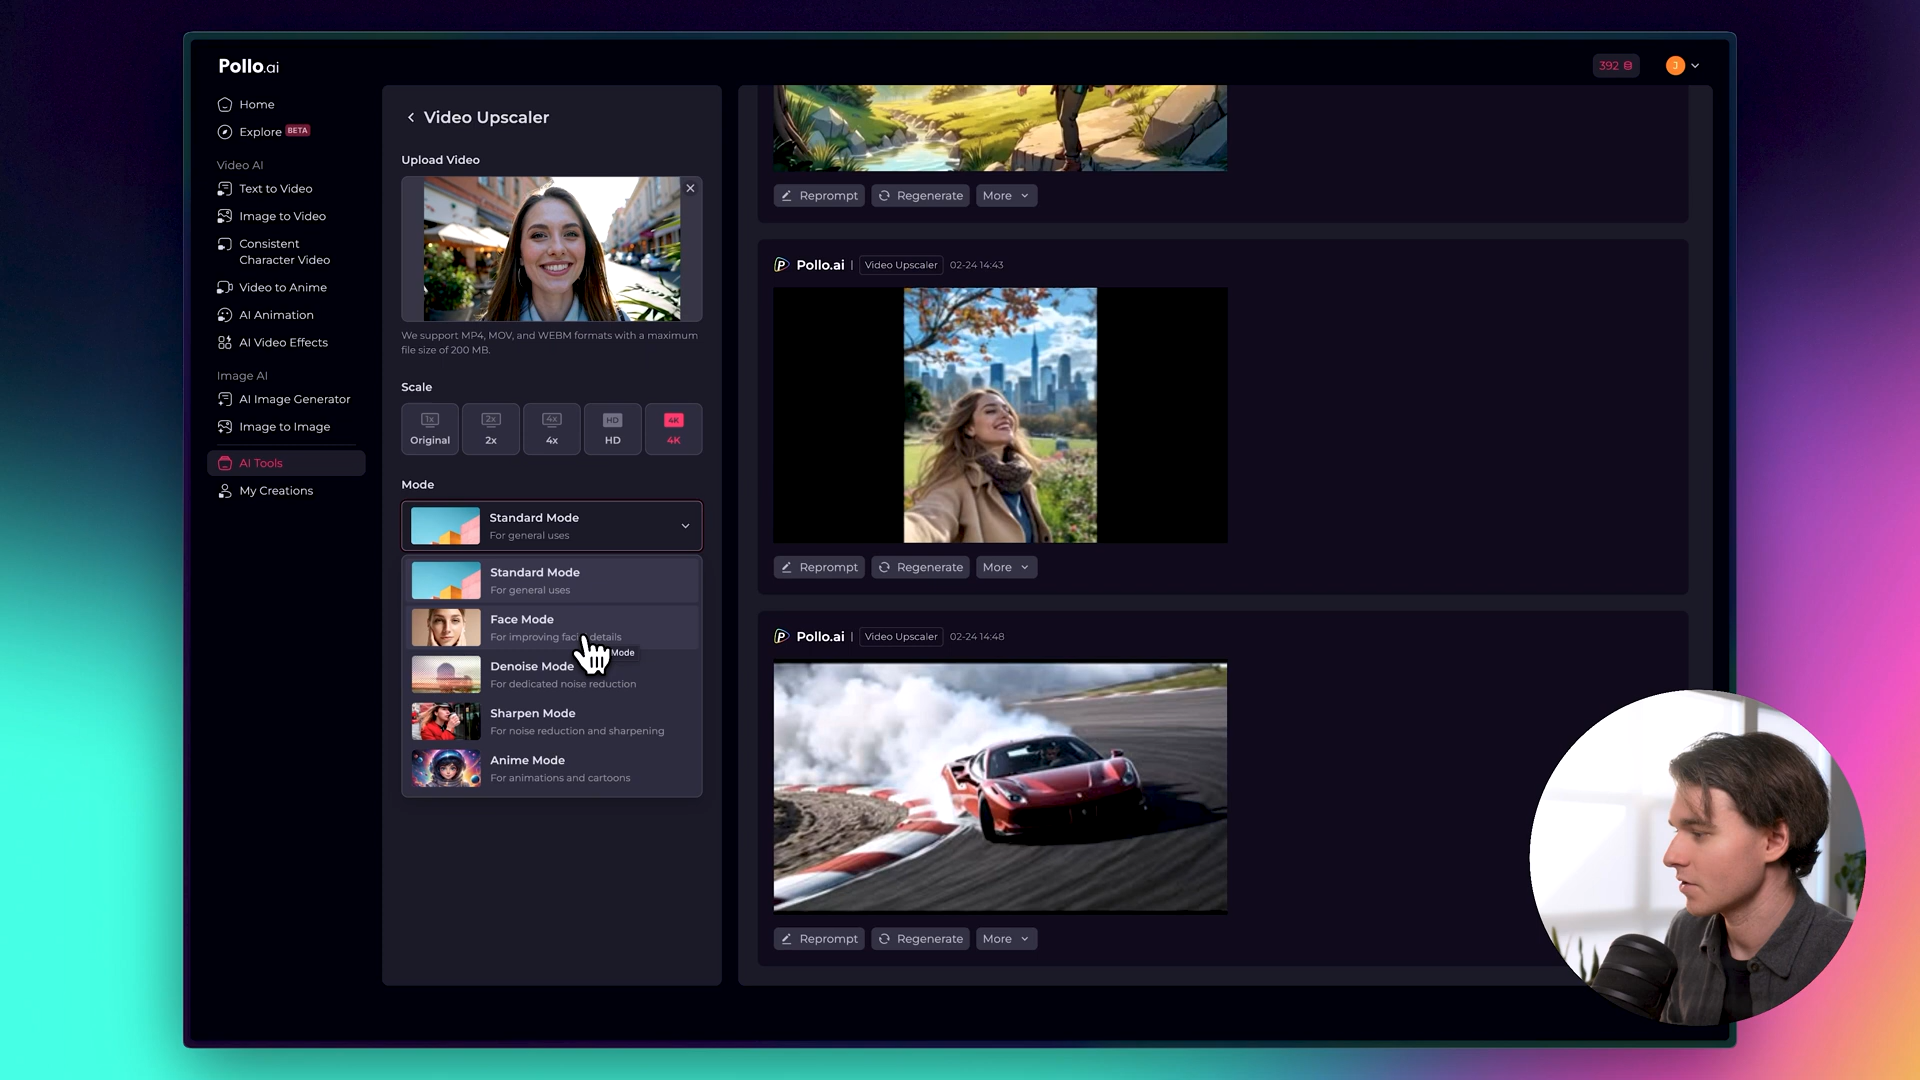 Pollo.ai
392
J
Home
Explore BETA
Video AI
Text to Video
Image to Video
Consistent
Character Video
Video to Anime
AI Animation
AI Video Effects
Image AI
AI Image Generator
Image to Image
AI Tools
My Creations
Video Upscaler
Upload Video
We support MP4, MOV, and WEBM formats with a maximum
file size of 200 MB.
Scale
1x
2x
4x
HD
4K
Original
2x
4x
HD
4K
Mode
Standard Mode
For general uses
Standard Mode
For general uses
Face Mode
For improving facial details
Mode
Denoise Mode
For dedicated noise reduction
Sharpen Mode
For noise reduction and sharpening
Anime Mode
For animations and cartoons
Reprompt
Regenerate
More
Pollo.ai | Video Upscaler 02-24 14:43
Reprompt
Regenerate
More
Pollo.ai | Video Upscaler 02-24 14:48
Reprompt
Regenerate
More